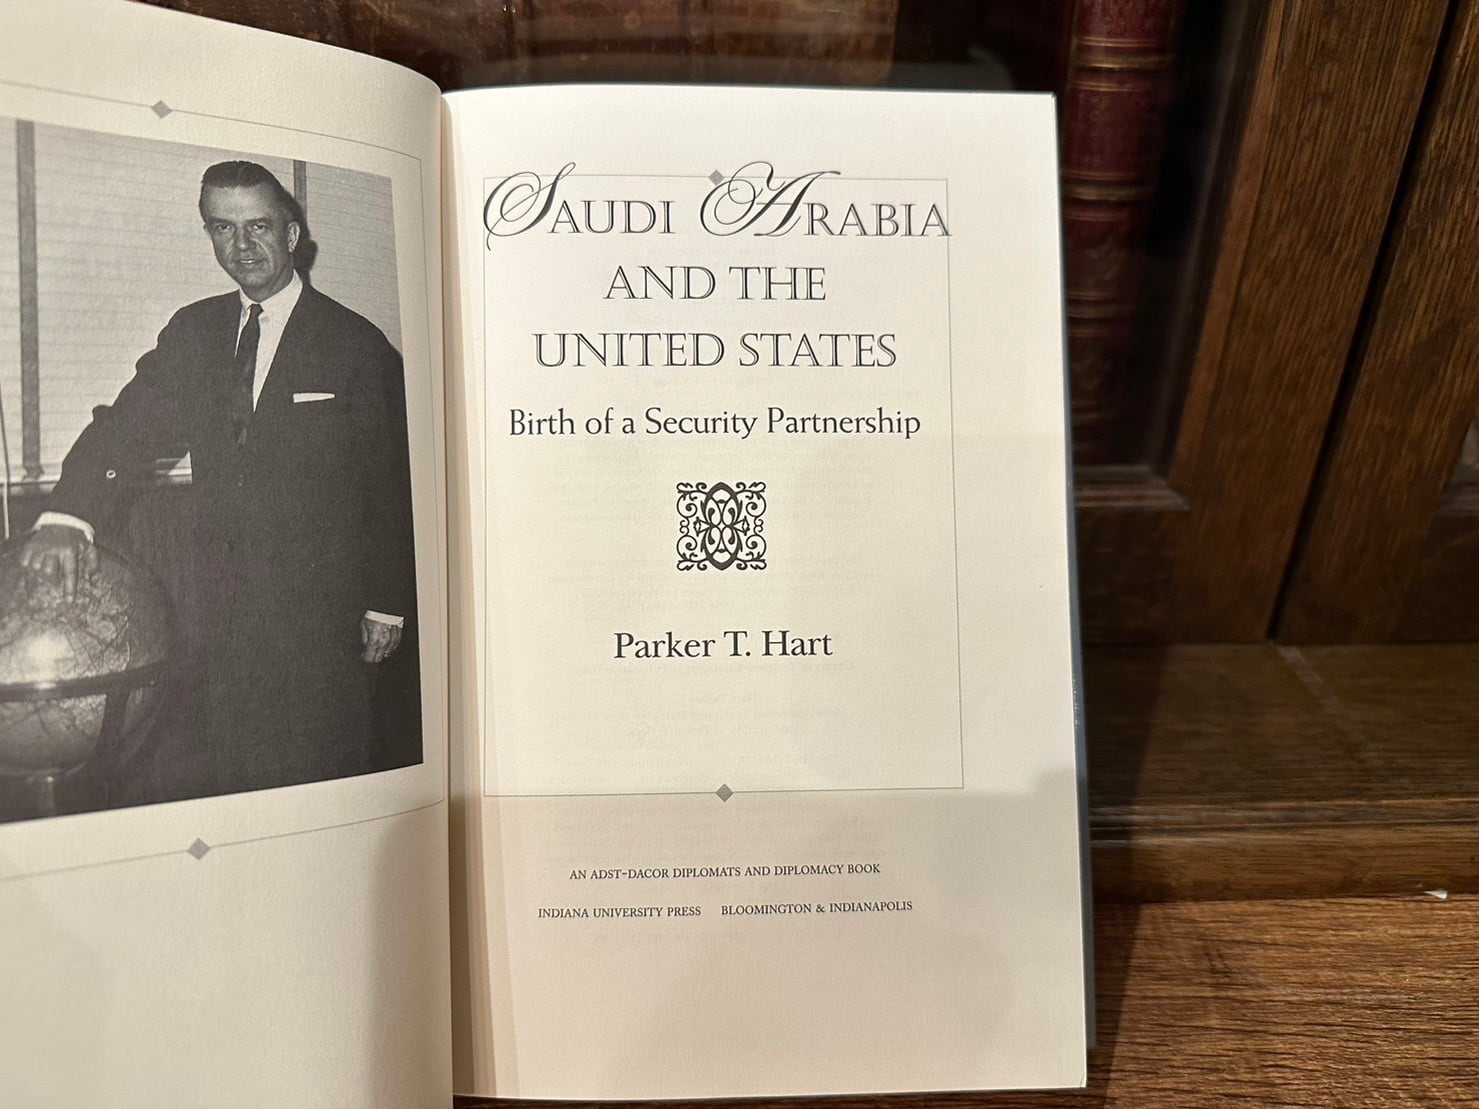 SAUDI ARABIA
AND THE
UNITED STATES
Birth of a Security Partnership
Parker T. Hart
AN ADST-DACOR DIPLOMATS AND DIPLOMACY BOOK
INDIANA UNIVERSITY PRESS BLOOMINGTON & INDIANAPOLIS